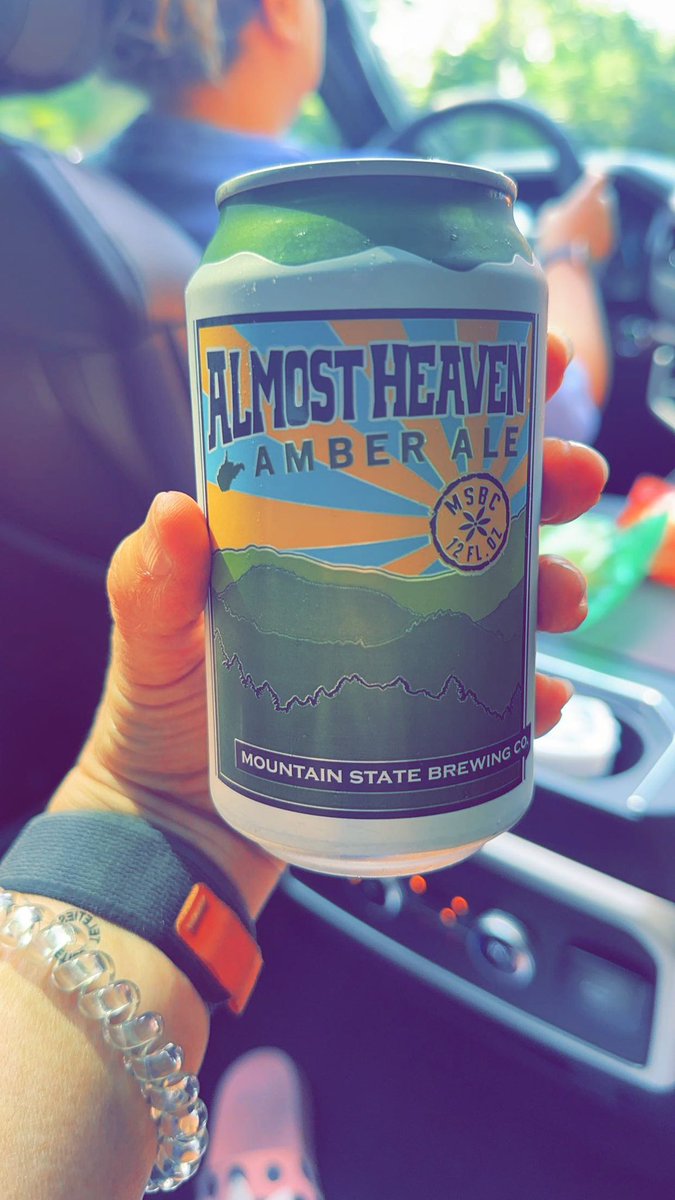 ALMOST HEAVEN
AMBER ALE
MSBC
12 FL. OZ
MOUNTAIN STATE BREWING CO.